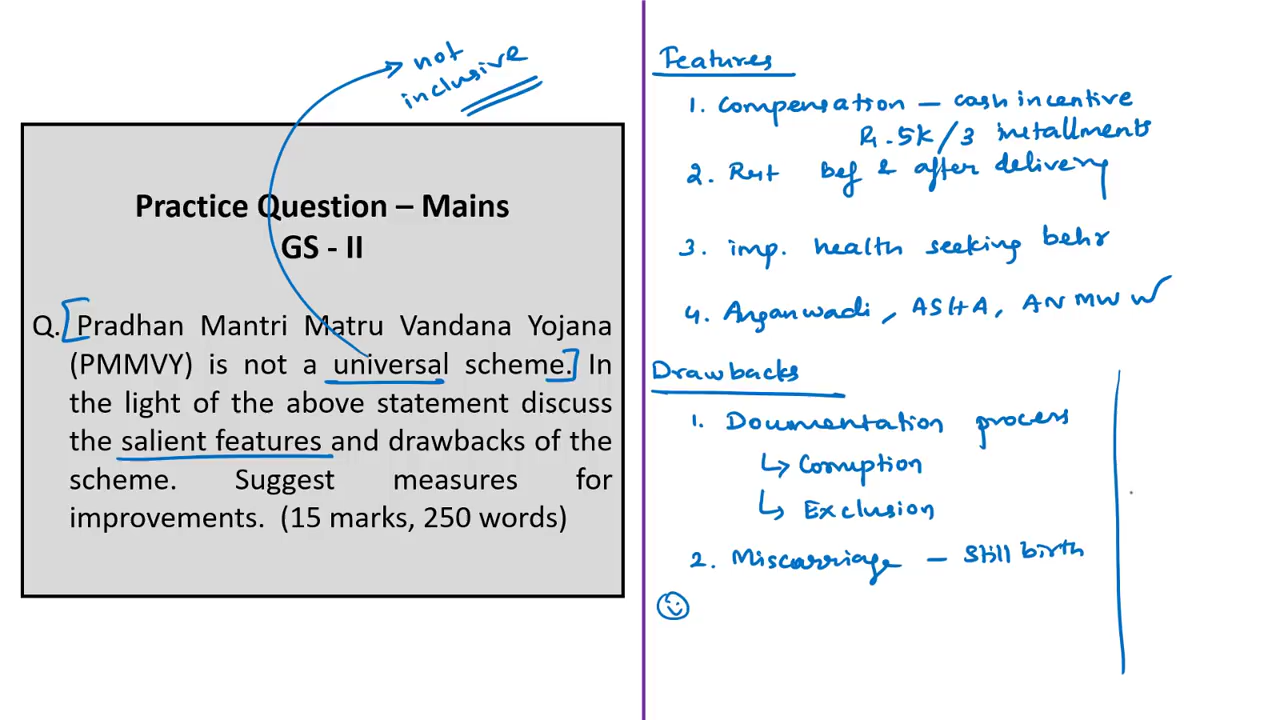 not
inclusive
Practice Question – Mains
GS - II
Q. Pradhan Mantri Matru Vandana Yojana
(PMMVY) is not a universal scheme. In
the light of the above statement discuss
the salient features and drawbacks of the
scheme. Suggest measures for
improvements. (15 marks, 250 words)
Features
1. Compensation – cash incentive
Rs. 5K/3 installments
2. Rest bef & after delivery
3. imp. health seeking behr
4. Anganwadi, ASHA, ANMW
Drawbacks
1. Documentation process
↳ Corruption
↳ Exclusion
2. Miscarriage – Still birth